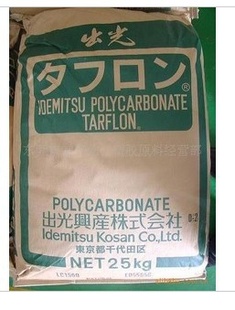 出光
タフロン®
IDEMITSU POLYCARBONATE
TARFLON®
POLYCARBONATE
出光興産株式会社
Idemitsu Kosan Co.,Ltd.
東京都千代田区
NET 25kg